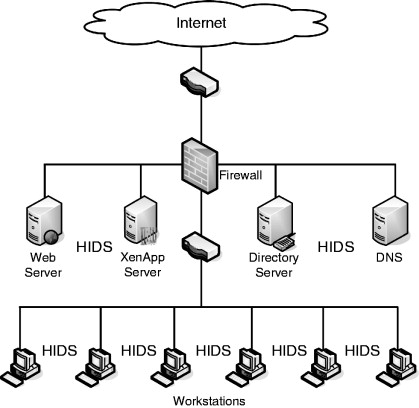 Internet
Firewall
Web
Server
HIDS
XenApp
Server
Directory
Server
HIDS
DNS
HIDS
HIDS
HIDS
HIDS
HIDS
Workstations